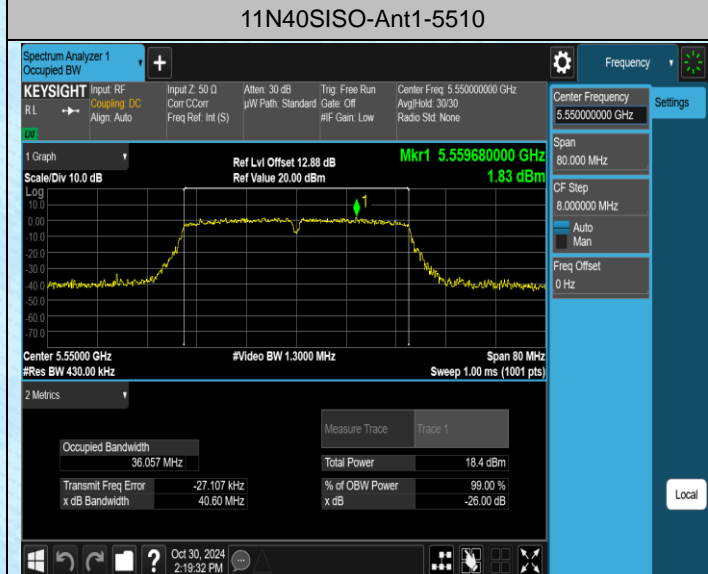 11N40SISO-Ant1-5510
Spectrum Analyzer 1
Occupied BW
Frequency
KEYSIGHT
RL
Input: RF
Coupling: DC
Align: Auto
Input Z: 50 Ω
Corr CCorr
Freq Ref: Int (S)
Atten: 30 dB
µW Path: Standard
Trig: Free Run
Gate: Off
#IF Gain: Low
Center Freq: 5.550000000 GHz
Avg|Hold: 30/30
Radio Std: None
Center Frequency
5.550000000 GHz
Settings
Span
80.000 MHz
CF Step
8.000000 MHz
Auto
Man
Freq Offset
0 Hz
1 Graph
Scale/Div 10.0 dB
Ref Lvl Offset 12.88 dB
Ref Value 20.00 dBm
Mkr1 5.559680000 GHz
1.83 dBm
Log
10.0
0.00
-10.0
-20.0
-30.0
-40.0
-50.0
-60.0
-70.0
1
Center 5.55000 GHz
#Res BW 430.00 kHz
#Video BW 1.3000 MHz
Span 80 MHz
Sweep 1.00 ms (1001 pts)
2 Metrics
Measure Trace
Trace 1
Occupied Bandwidth
36.057 MHz
Total Power
18.4 dBm
Transmit Freq Error
-27.107 kHz
% of OBW Power
99.00 %
x dB Bandwidth
40.60 MHz
x dB
-26.00 dB
Local
Oct 30, 2024
2:19:32 PM